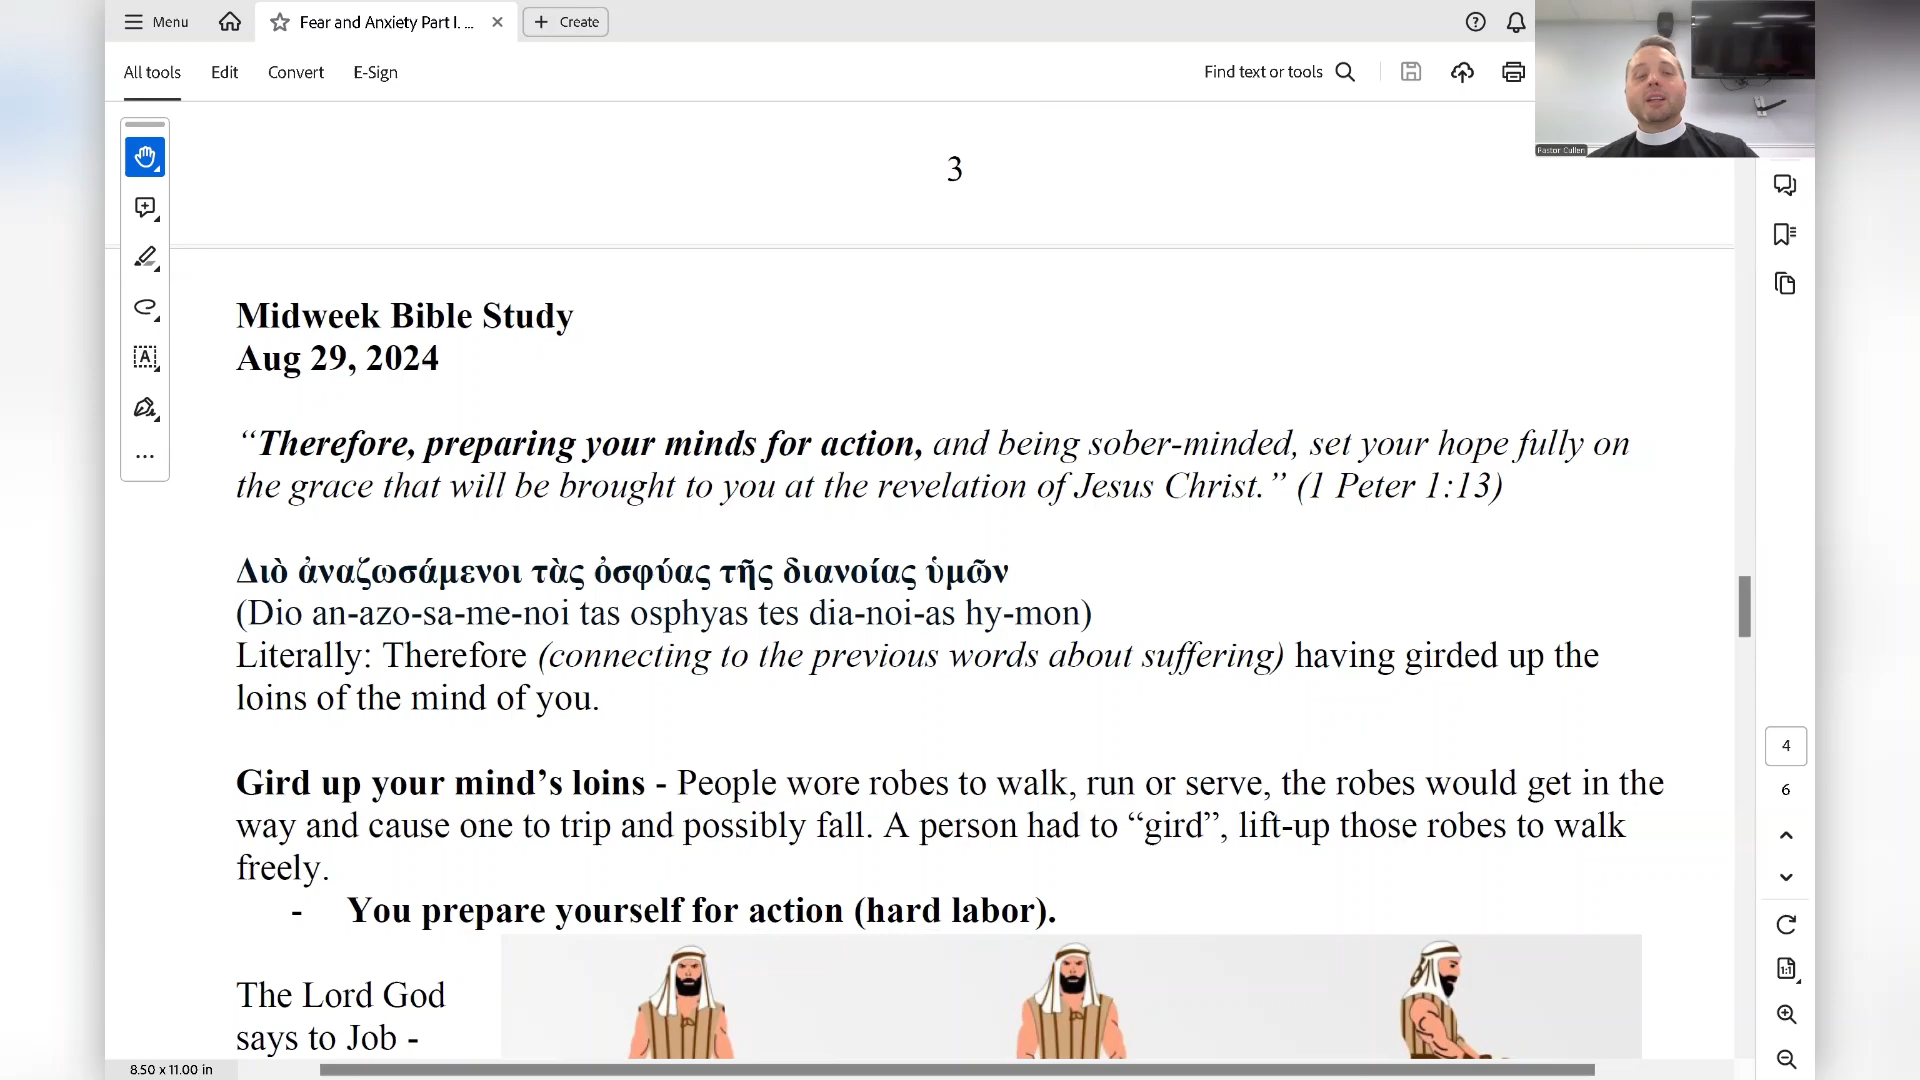 Menu
Fear and Anxiety Part I. ...
Create
All tools
Edit
Convert
E-Sign
Find text or tools
Pastor Cullen
3
Midweek Bible Study
Aug 29, 2024
“Therefore, preparing your minds for action, and being sober-minded, set your hope fully on
the grace that will be brought to you at the revelation of Jesus Christ.” (1 Peter 1:13)
Διὸ ἀναζωσάμενοι τὰς ὀσφύας τῆς διανοίας ὑμῶν
(Dio an-azo-sa-me-noi tas osphyas tes dia-noi-as hy-mon)
Literally: Therefore (connecting to the previous words about suffering) having girded up the
loins of the mind of you.
Gird up your mind’s loins - People wore robes to walk, run or serve, the robes would get in the
way and cause one to trip and possibly fall. A person had to “gird”, lift-up those robes to walk
freely.
- You prepare yourself for action (hard labor).
The Lord God
says to Job -
4
6
1:1
8.50 x 11.00 in